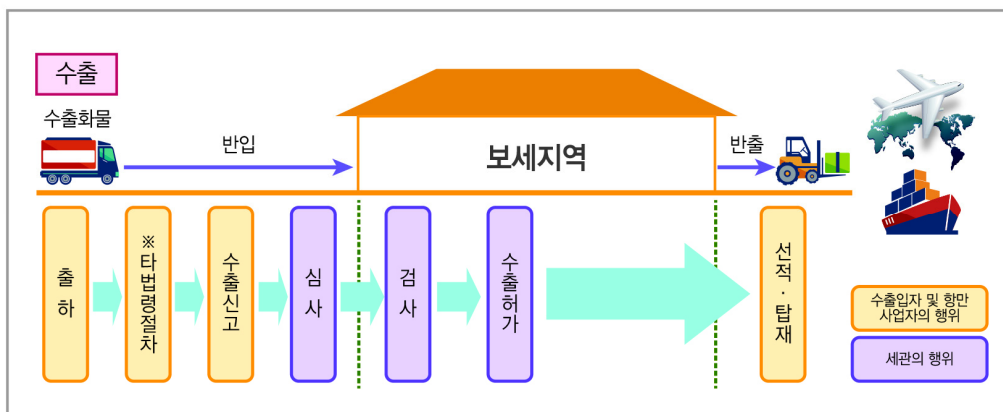 수출
수출화물
반입
보세지역
반출
출하
※타법령절차
수출신고
심사
검사
수출허가
선적·탑재
수출입자 및 항만
사업자의 행위
세관의 행위